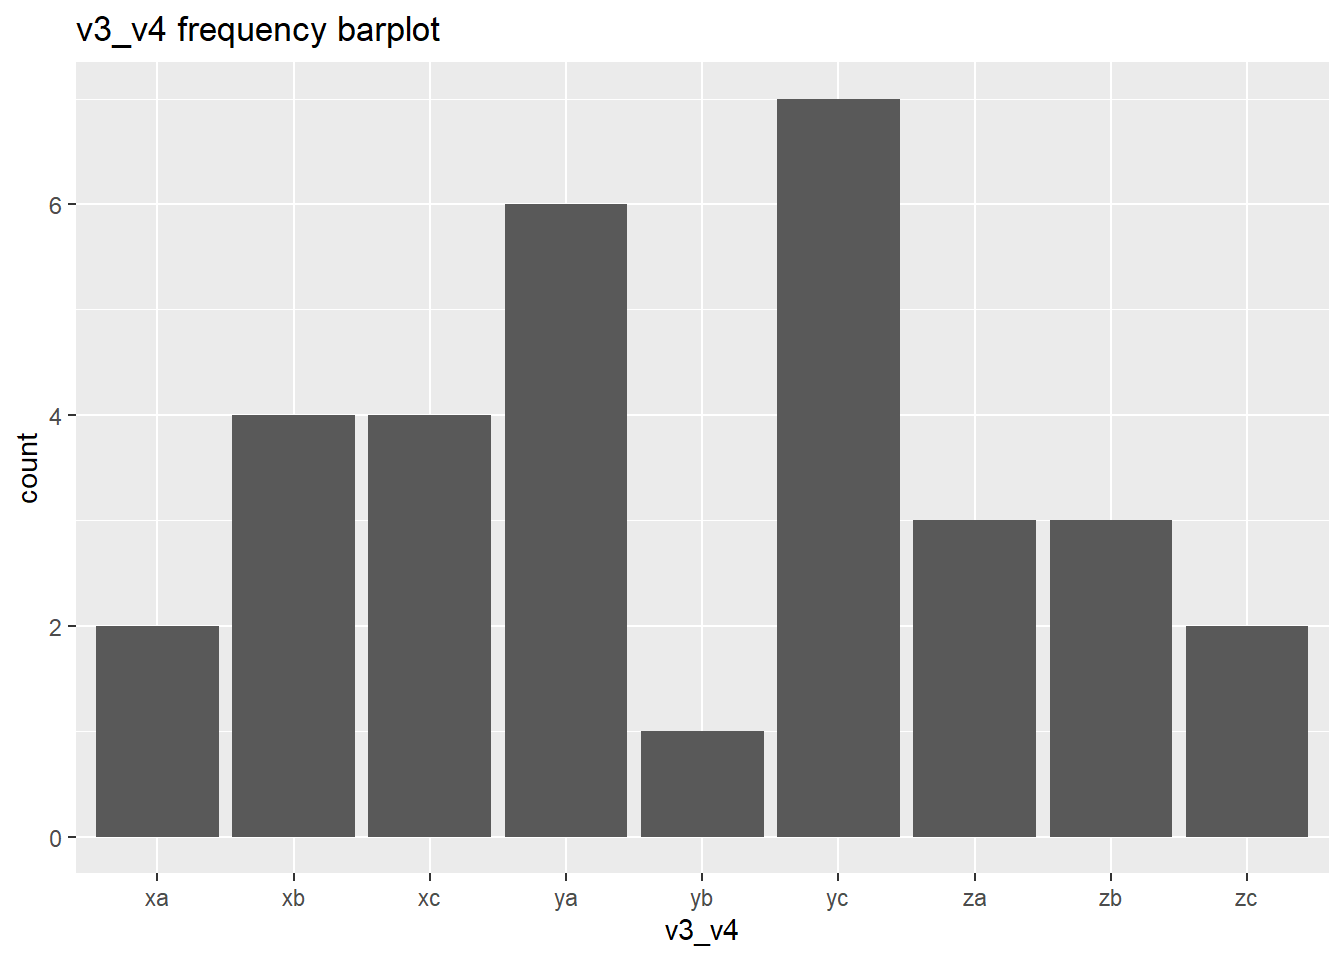 v3_v4 frequency barplot
count
6
4
2
0
xa xb xc ya yb yc za zb zc
v3_v4